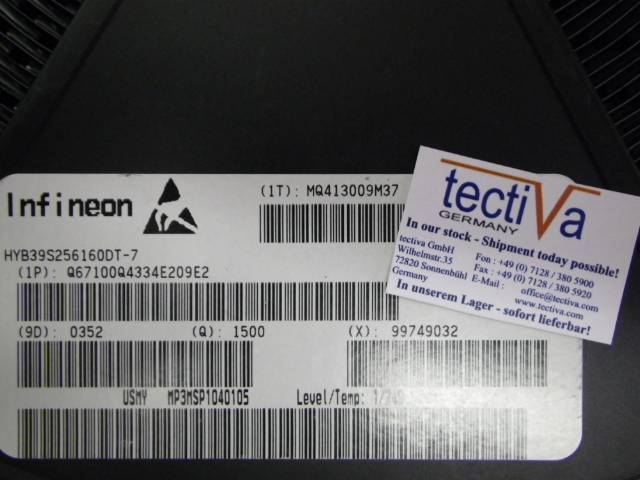 Infineon
(1T): MQ413009M37
HYB39S256160DT-7
(1P): Q67100Q4334E209E2
(9D): 0352 (Q): 1500 (X): 99749032
USMY MP3MSP1040105 Level/Temp:
tectiVa
GERMANY
In our stock - Shipment today possible!
tectiva GmbH
Wilhelmstr.35
72820 Sonnenbühl
Germany
Fon : +49 (0) 7128 / 380 5900
Fax : +49 (0) 7128 / 380 5920
E-Mail : office@tectiva.com
www.tectiva.com
In unserem Lager - sofort lieferbar!